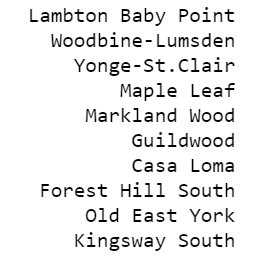 Lambton Baby Point
Woodbine-Lumsden
Yonge-St.Clair
Maple Leaf
Markland Wood
Guildwood
Casa Loma
Forest Hill South
Old East York
Kingsway South